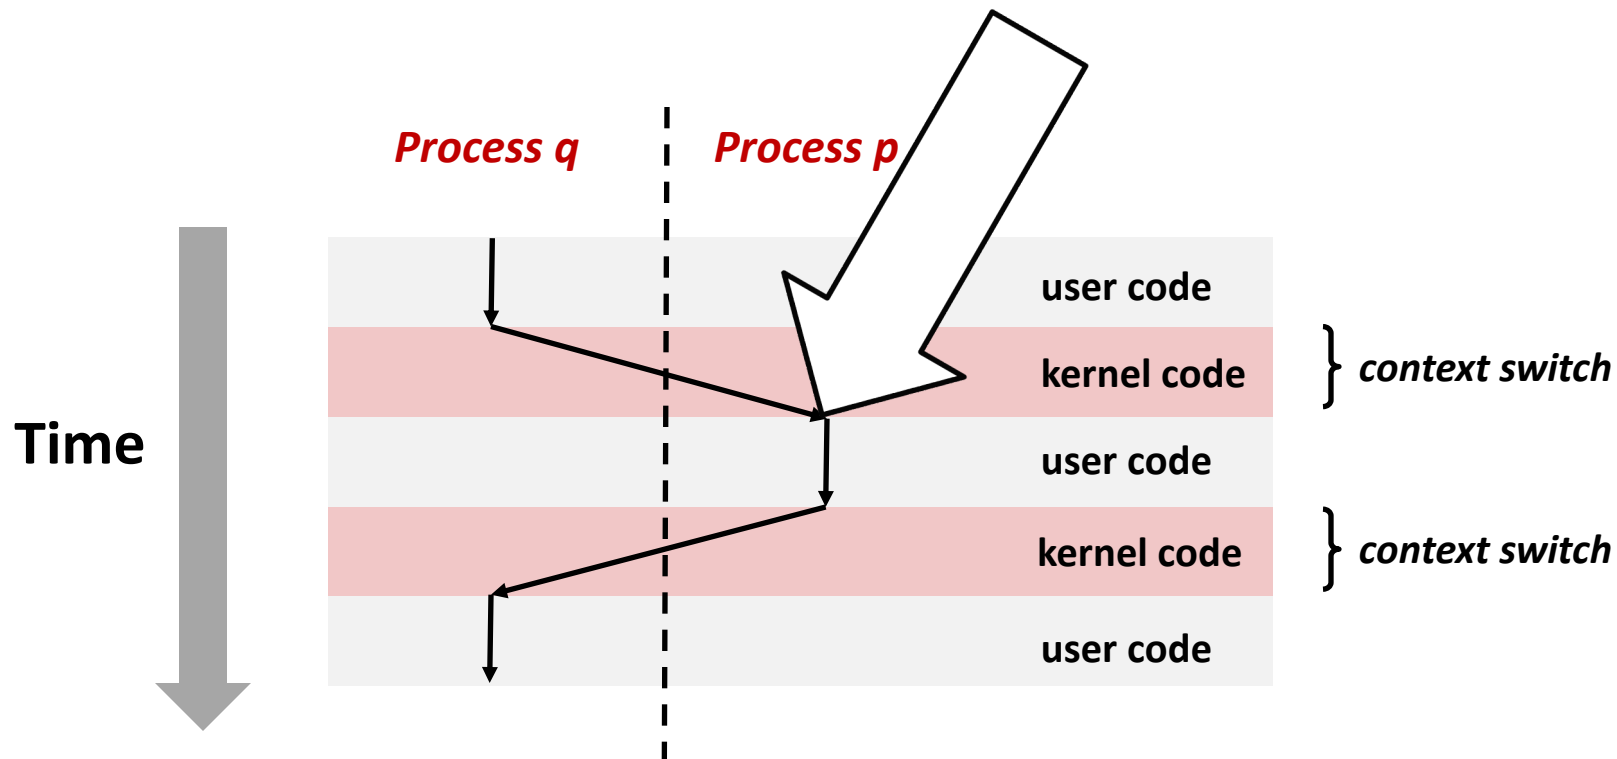 Process q
Process p
user code
kernel code
context switch
Time
user code
kernel code
context switch
user code